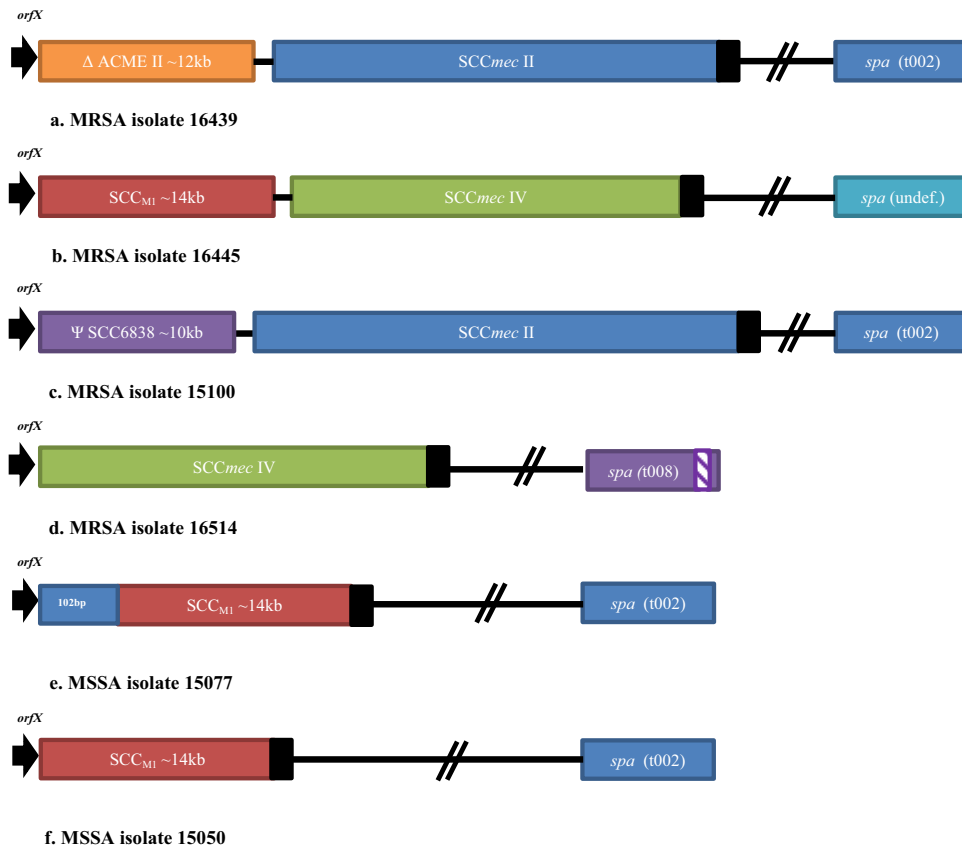 orfX
Δ ACME II ~12kb SCCmec II spa (t002)
a. MRSA isolate 16439
orfX
SCCM1 ~14kb SCCmec IV spa (undef.)
b. MRSA isolate 16445
orfX
Ψ SCC6838 ~10kb SCCmec II spa (t002)
c. MRSA isolate 15100
orfX
SCCmec IV spa (t008)
d. MRSA isolate 16514
orfX
102bp SCCM1 ~14kb spa (t002)
e. MSSA isolate 15077
orfX
SCCM1 ~14kb spa (t002)
f. MSSA isolate 15050